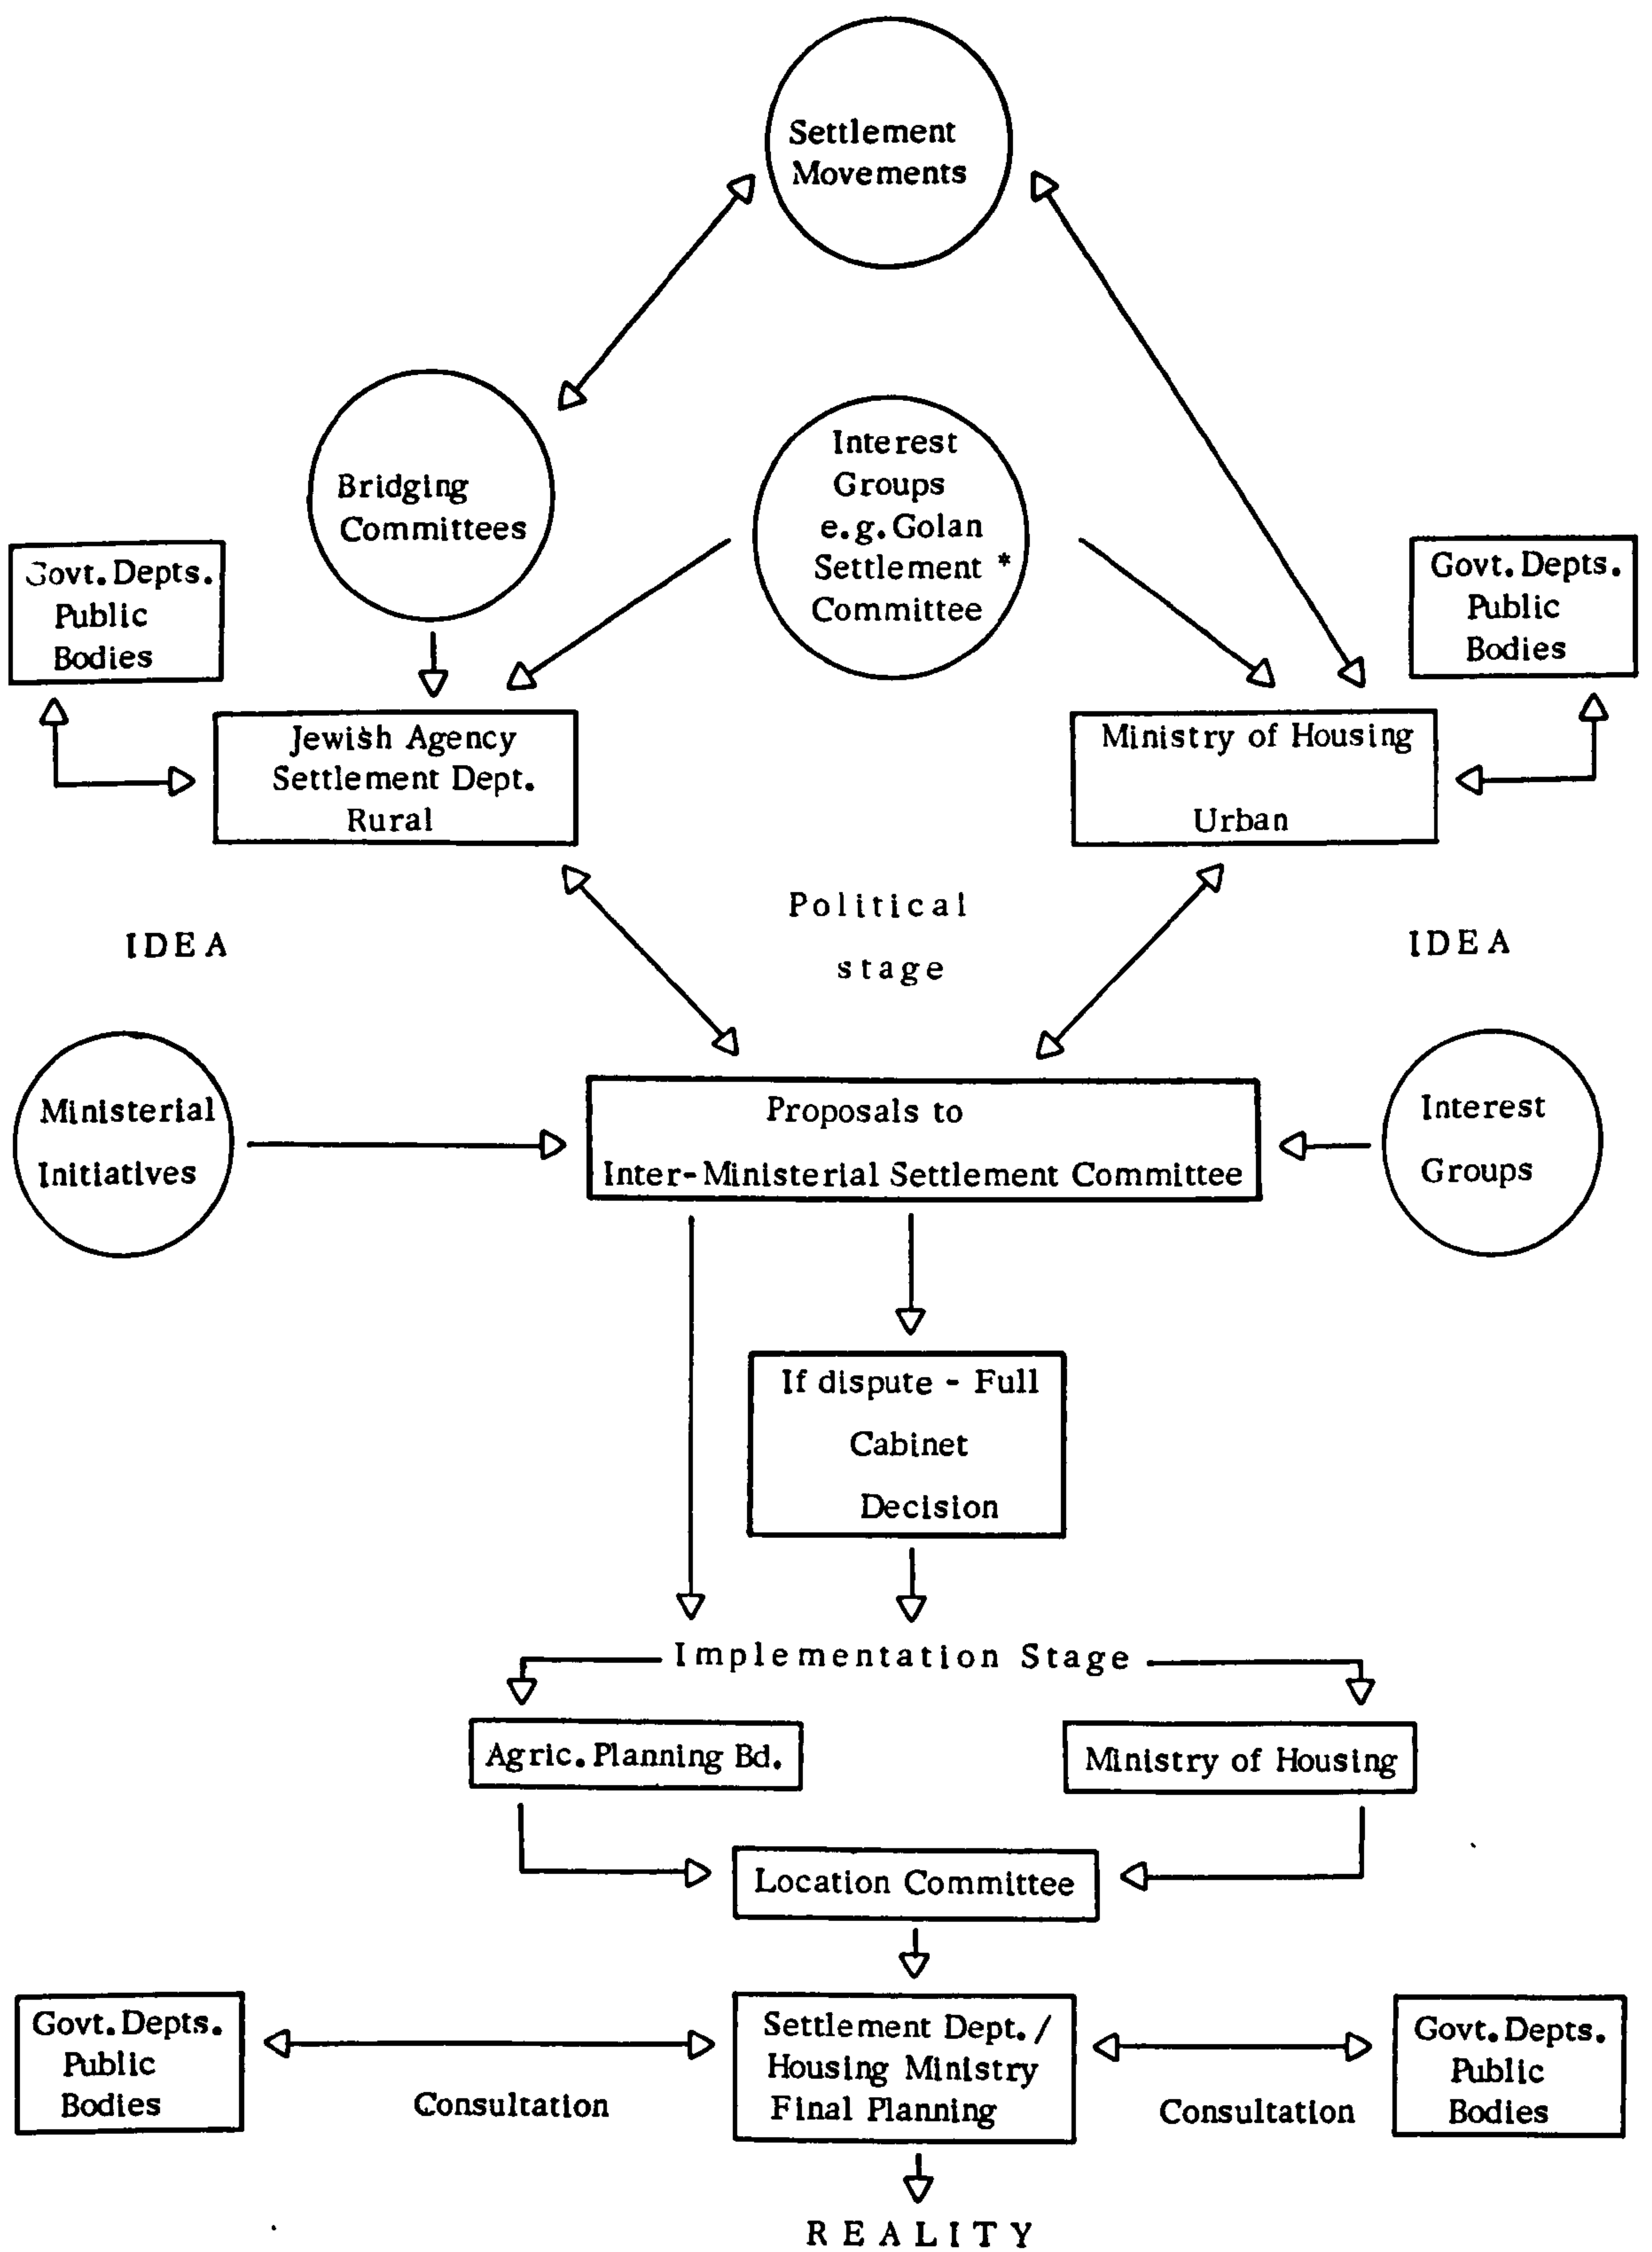 Settlement
Movements
Bridging
Committees
Interest
Groups
e.g. Golan
Settlement *
Committee
Govt. Depts.
Public
Bodies
Govt. Depts.
Public
Bodies
Jewish Agency
Settlement Dept.
Rural
Ministry of Housing
Urban
Political
stage
IDEA
IDEA
Ministerial
Initiatives
Proposals to
Inter-Ministerial Settlement Committee
Interest
Groups
If dispute - Full
Cabinet
Decision
Implementation Stage
Agric. Planning Bd.
Ministry of Housing
Location Committee
Govt. Depts.
Public
Bodies
Consultation
Settlement Dept./
Housing Ministry
Final Planning
Consultation
Govt. Depts.
Public
Bodies
REALITY